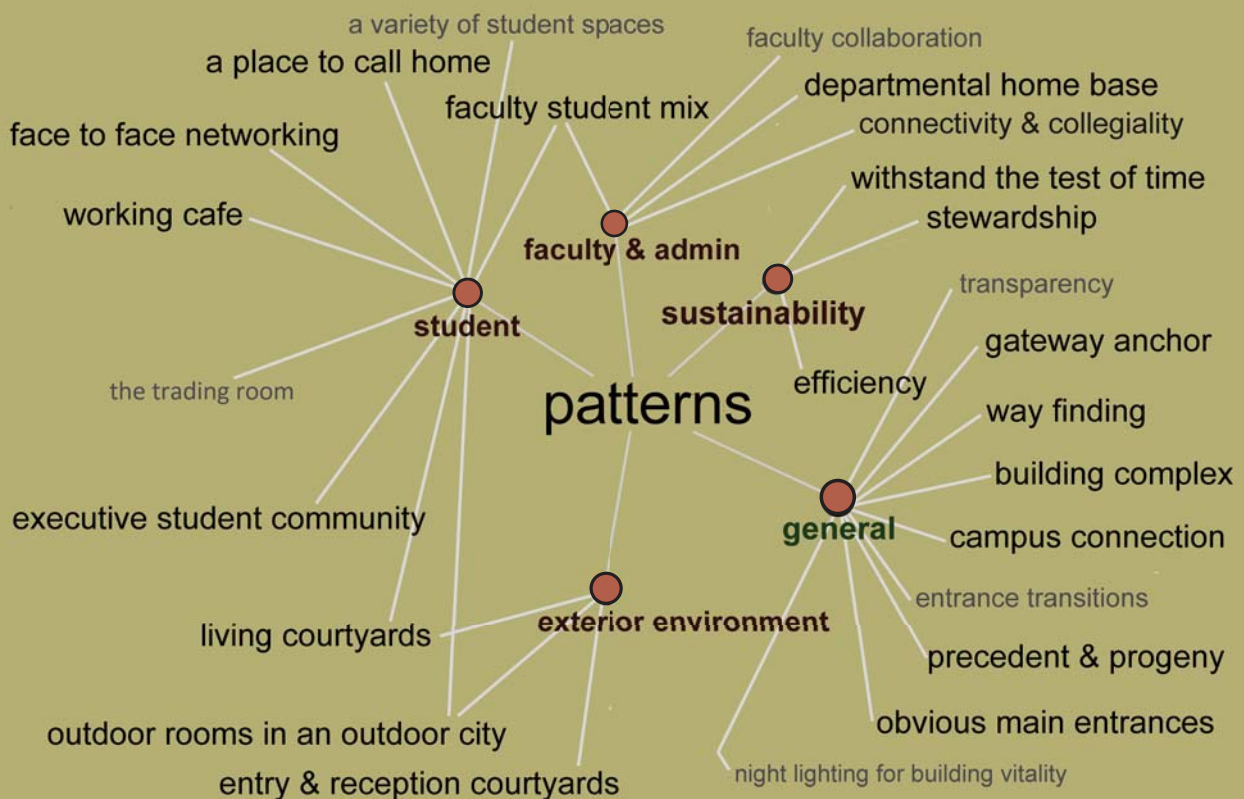 a variety of student spaces
faculty collaboration
a place to call home
departmental home base
faculty student mix
connectivity & collegiality
face to face networking
withstand the test of time
working cafe
stewardship
faculty & admin
transparency
sustainability
student
gateway anchor
efficiency
the trading room
patterns
way finding
building complex
executive student community
general
campus connection
entrance transitions
exterior environment
living courtyards
precedent & progeny
obvious main entrances
outdoor rooms in an outdoor city
night lighting for building vitality
entry & reception courtyards